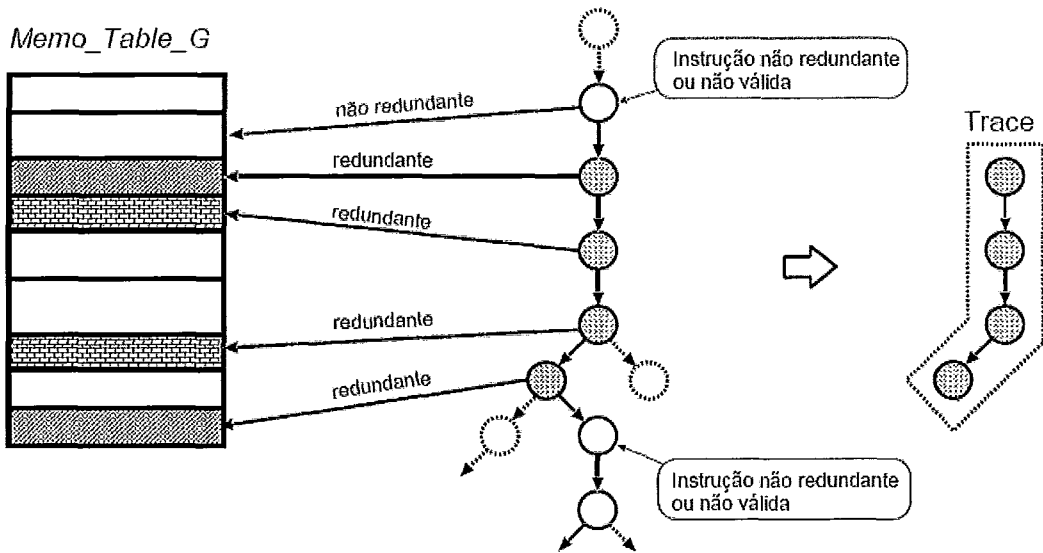 Memo_Table_G
Instrução não redundante
ou não válida
não redundante
redundante
redundante
redundante
redundante
Trace
Instrução não redundante
ou não válida